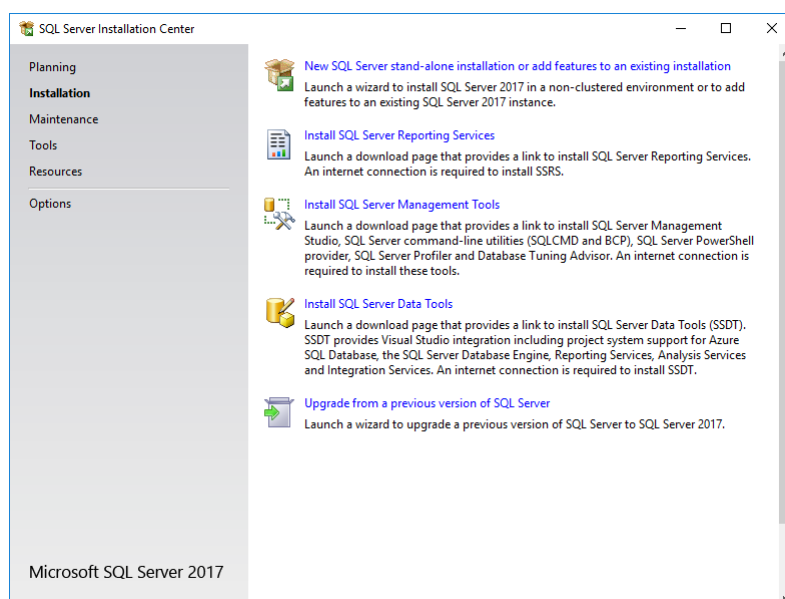 SQL Server Installation Center
Planning
Installation
Maintenance
Tools
Resources
Options
Microsoft SQL Server 2017
New SQL Server stand-alone installation or add features to an existing installation
Launch a wizard to install SQL Server 2017 in a non-clustered environment or to add
features to an existing SQL Server 2017 instance.
Install SQL Server Reporting Services
Launch a download page that provides a link to install SQL Server Reporting Services.
An internet connection is required to install SSRS.
Install SQL Server Management Tools
Launch a download page that provides a link to install SQL Server Management
Studio, SQL Server command-line utilities (SQLCMD and BCP), SQL Server PowerShell
provider, SQL Server Profiler and Database Tuning Advisor. An internet connection is
required to install these tools.
Install SQL Server Data Tools
Launch a download page that provides a link to install SQL Server Data Tools (SSDT).
SSDT provides Visual Studio integration including project system support for Azure
SQL Database, the SQL Server Database Engine, Reporting Services, Analysis Services
and Integration Services. An internet connection is required to install SSDT.
Upgrade from a previous version of SQL Server
Launch a wizard to upgrade a previous version of SQL Server to SQL Server 2017.